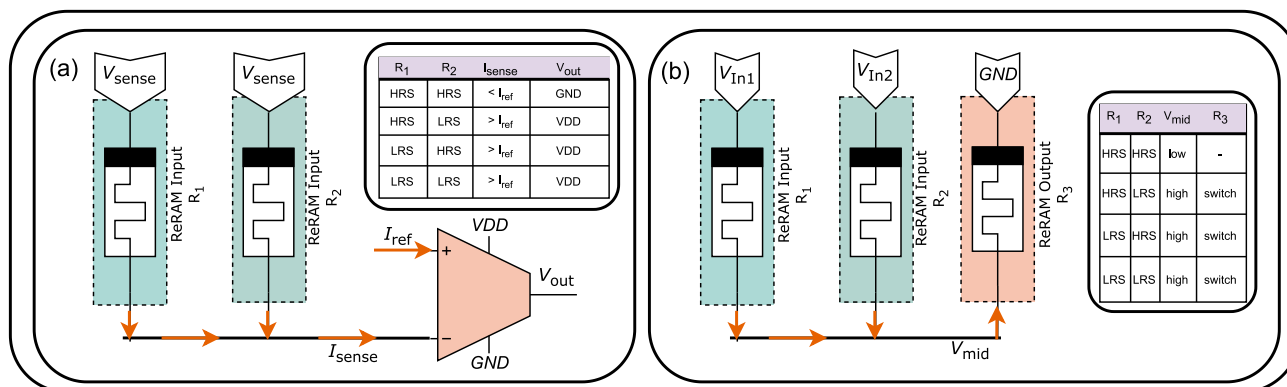 (a)
V_sense
V_sense
ReRAM Input
R_1
ReRAM Input
R_2
R_1 R_2 I_sense V_out
HRS HRS < I_ref GND
HRS LRS > I_ref VDD
LRS HRS > I_ref VDD
LRS LRS > I_ref VDD
I_ref
VDD
+
−
V_out
GND
I_sense
(b)
V_In1
V_In2
GND
ReRAM Input
R_1
ReRAM Input
R_2
ReRAM Output
R_3
V_mid
R_1 R_2 V_mid R_3
HRS HRS low -
HRS LRS high switch
LRS HRS high switch
LRS LRS high switch